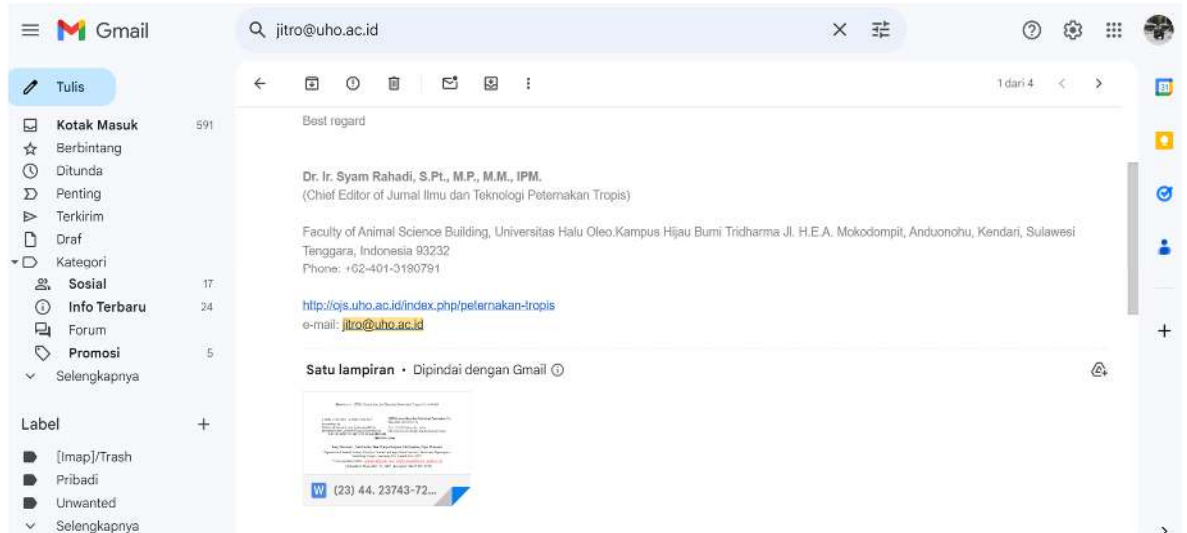 Gmail
jitro@uho.ac.id
Tulis
1 dari 4
Kotak Masuk 591
Berbintang
Ditunda
Penting
Terkirim
Draf
Kategori
Sosial 17
Info Terbaru 24
Forum
Promosi 5
Selengkapnya
Label
[Imap]/Trash
Pribadi
Unwanted
Selengkapnya
Best regard
Dr. Ir. Syam Rahadi, S.Pt., M.P., M.M., IPM.
(Chief Editor of Jurnal Ilmu dan Teknologi Peternakan Tropis)
Faculty of Animal Science Building, Universitas Halu Oleo.Kampus Hijau Bumi Tridharma Jl. H.E.A. Mokodompit, Anduonohu, Kendari, Sulawesi
Tenggara, Indonesia 93232
Phone: +62-401-3190791
http://ojs.uho.ac.id/index.php/peternakan-tropis
e-mail: jitro@uho.ac.id
Satu lampiran • Dipindai dengan Gmail
W (23) 44. 23743-72...
31